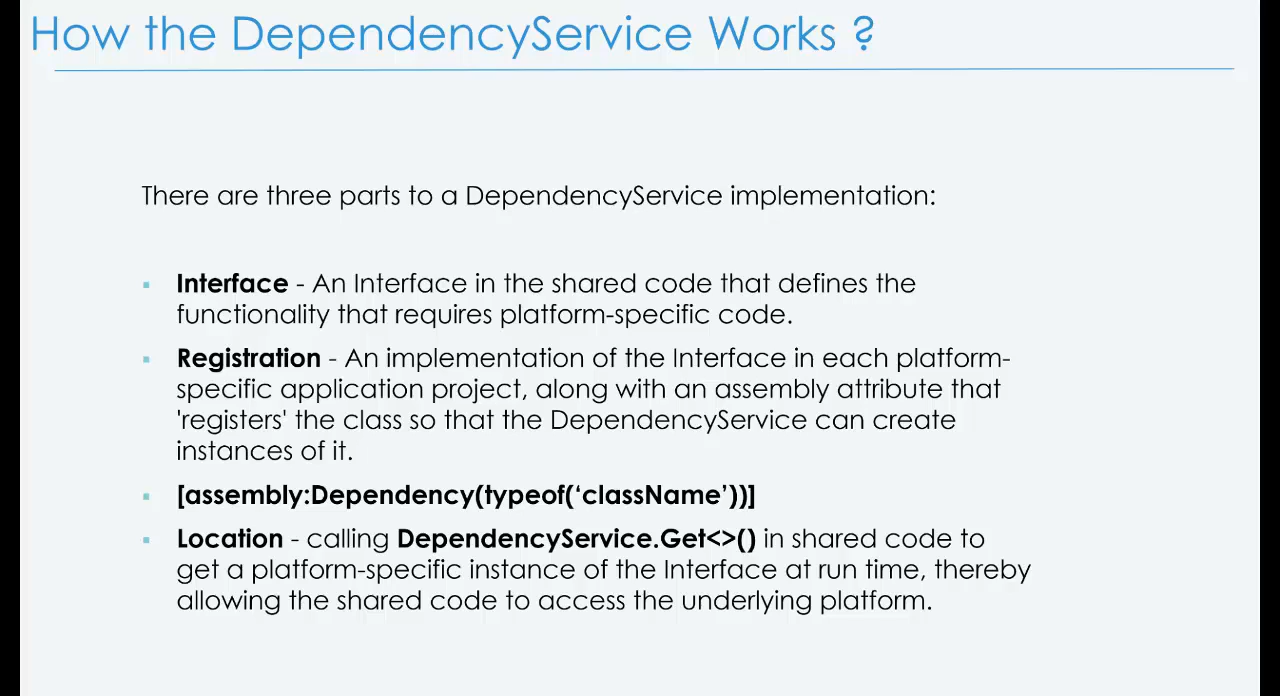 How the DependencyService Works ?
There are three parts to a DependencyService implementation:
▪ Interface - An Interface in the shared code that defines the
functionality that requires platform-specific code.
▪ Registration - An implementation of the Interface in each platform-
specific application project, along with an assembly attribute that
'registers' the class so that the DependencyService can create
instances of it.
▪ [assembly:Dependency(typeof(‘className’))]
▪ Location - calling DependencyService.Get<>() in shared code to
get a platform-specific instance of the Interface at run time, thereby
allowing the shared code to access the underlying platform.